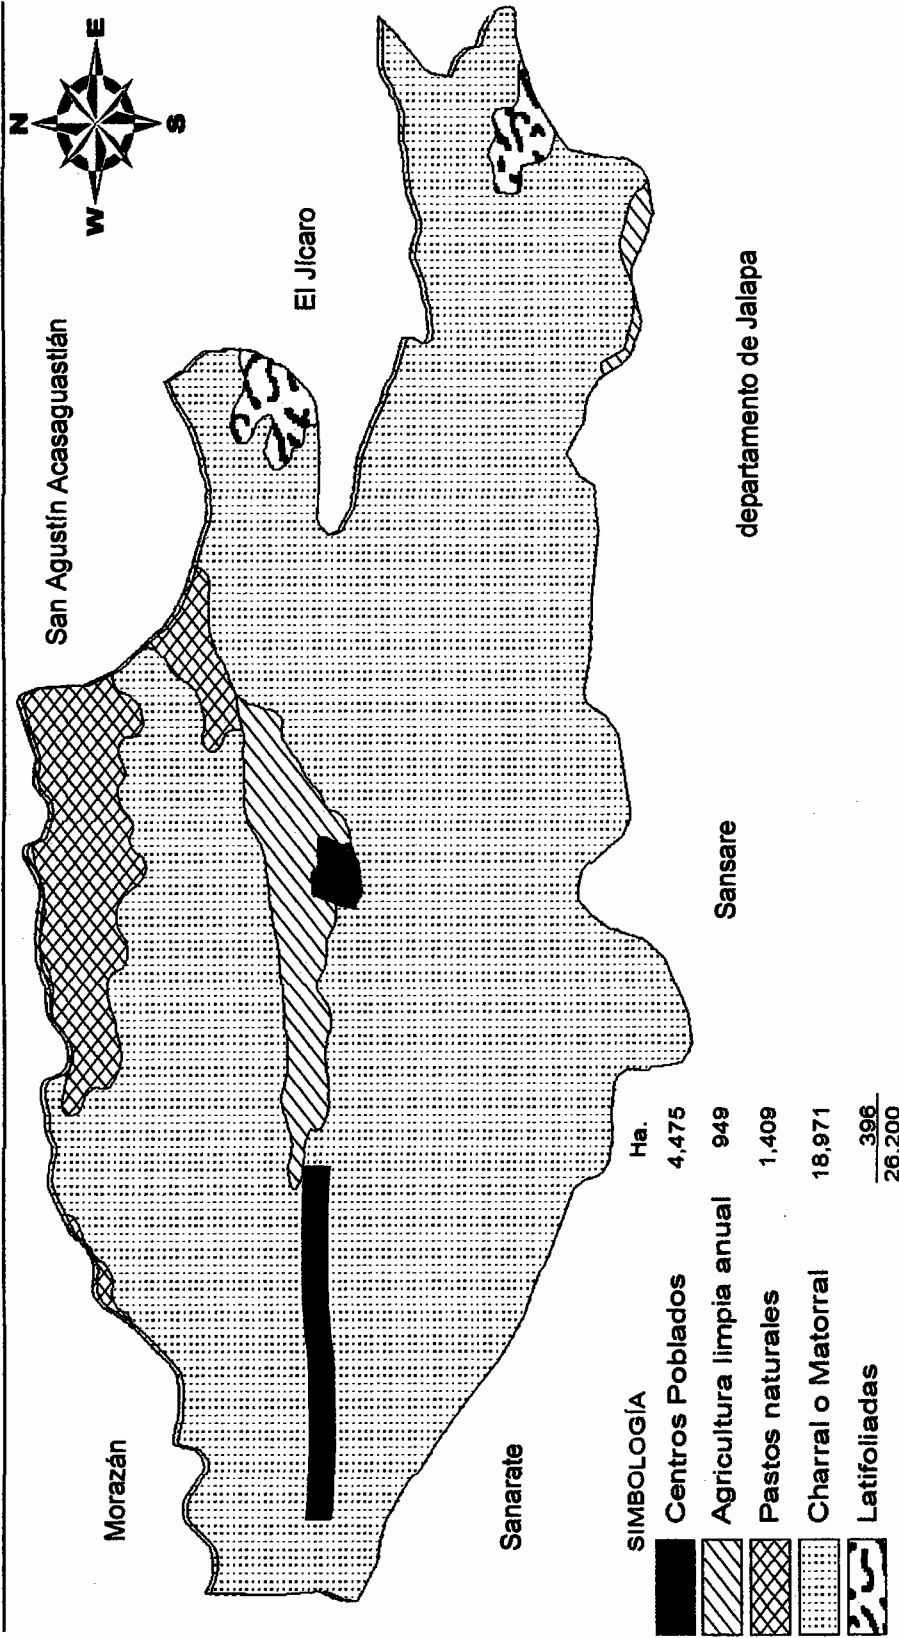 N
E
W
S
San Agustín Acasaguastlán
Morazán
El Jícaro
departamento de Jalapa
Sansare
Sanarate
SIMBOLOGÍA Ha.
Centros Poblados 4,475
Agricultura limpia anual 949
Pastos naturales 1,409
Charral o Matorral 18,971
Latifoliadas 396
26,200